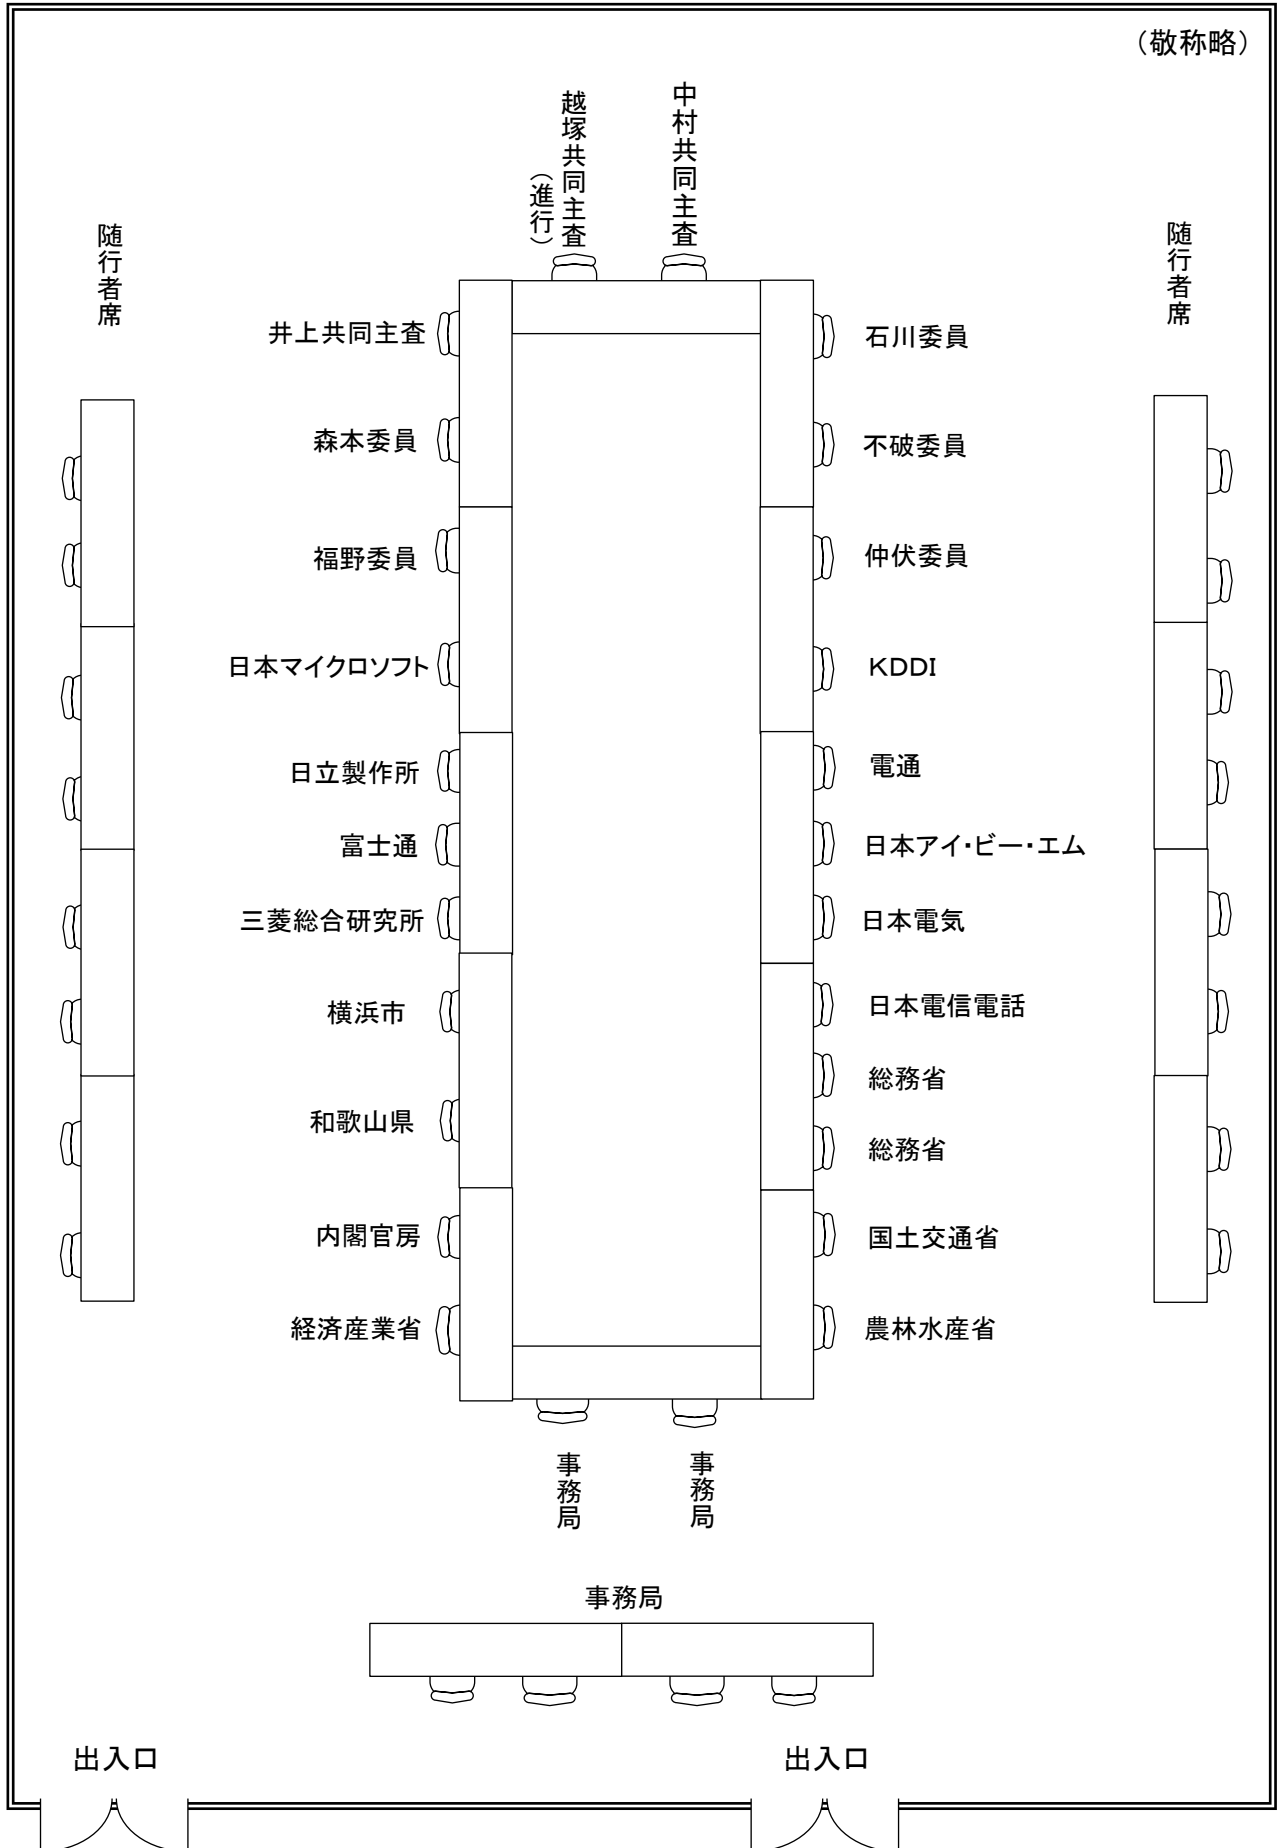 （敬称略）
越塚共同主査
（進行）
中村共同主査
随行者席
随行者席
井上共同主査
石川委員
森本委員
不破委員
福野委員
仲伏委員
日本マイクロソフト
KDDI
日立製作所
電通
富士通
日本アイ・ビー・エム
三菱総合研究所
日本電気
横浜市
日本電信電話
総務省
和歌山県
総務省
内閣官房
国土交通省
経済産業省
農林水産省
事務局
事務局
事務局
出入口
出入口